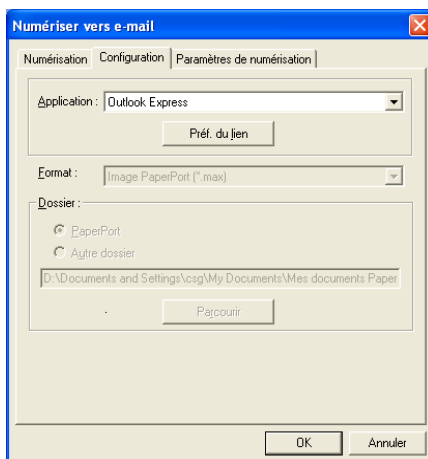 Numériser vers e-mail
Numérisation Configuration Paramètres de numérisation
Application : Outlook Express
Préf. du lien
Format : Image PaperPort (*.max)
Dossier :
PaperPort
Autre dossier
D:\Documents and Settings\csg\My Documents\Mes documents Paper
Parcourir
OK Annuler